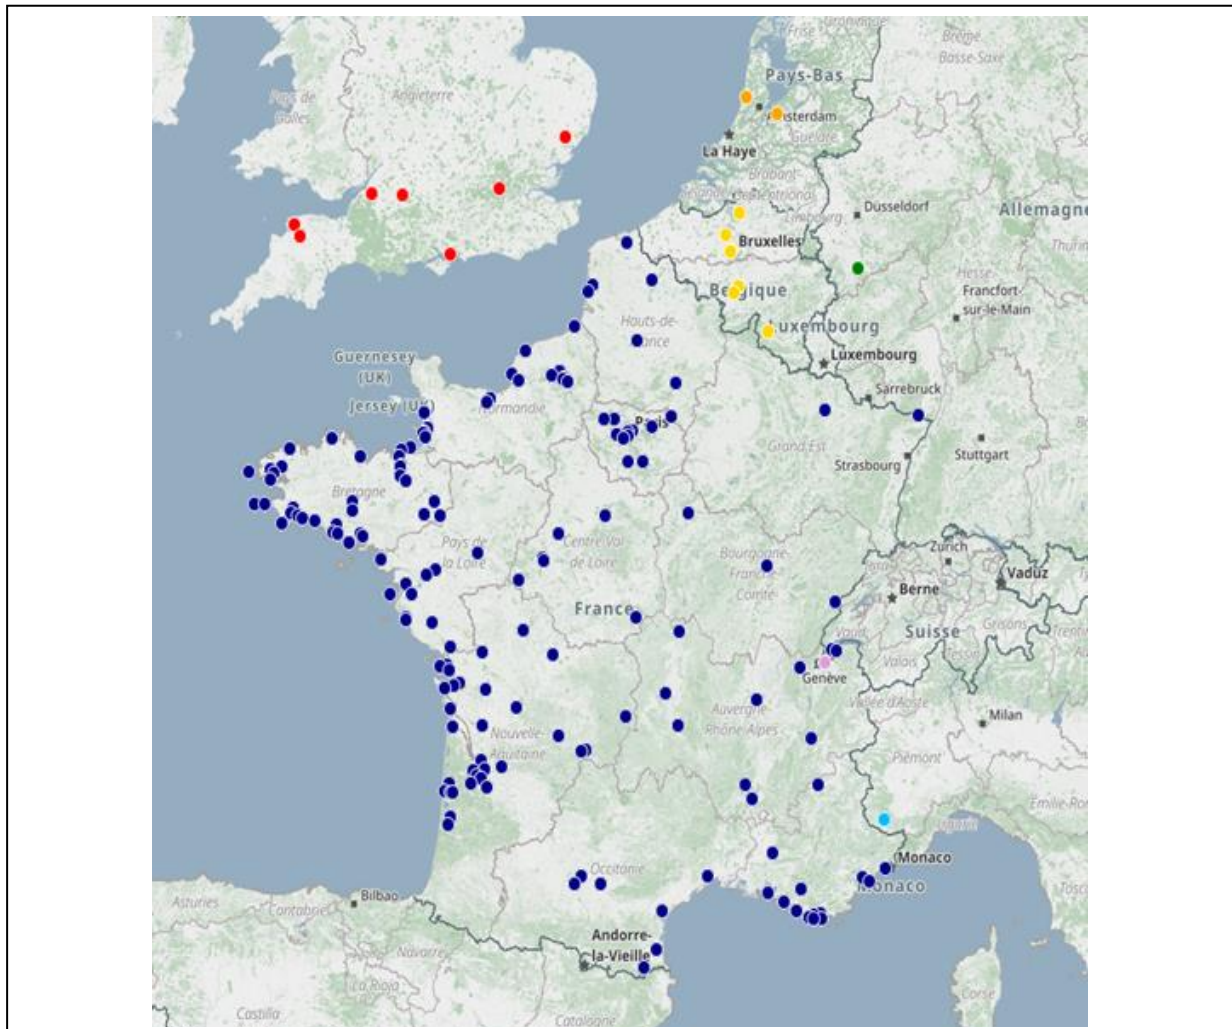 Groningue
Frise
Brême
Basse-Saxe
Pays-Bas
Pays de
Galles
Angleterre
Amsterdam
Gueldre
La Haye
Brabant-
Septentrional
Limbourg
Düsseldorf
Allemagne
Bruxelles
Hesse
Belgique
Francfort-
sur-le-Main
Hauts-de-
France
Luxembourg
Guernesey
(UK)
Luxembourg
Jersey (UK)
Normandie
Sarrebruck
Paris
Grand Est
Strasbourg
Stuttgart
Bretagne
Pays de
la Loire
Centre-Val
de Loire
Bourgogne-
Franche-
Comté
Zurich
Vaduz
Berne
France
Suisse
Vaud
Grisons
Tessin
Valais
Genève
Vallée d'Aoste
Milan
Auvergne-
Rhône-Alpes
Nouvelle-
Aquitaine
Piémont
Ligurie
Occitanie
(Monaco
Monaco
Bilbao
Asturies
Cantabrie
Navarre
La Rioja
Andorre-
la-Vieille
Corse
Castilla
Catalogne